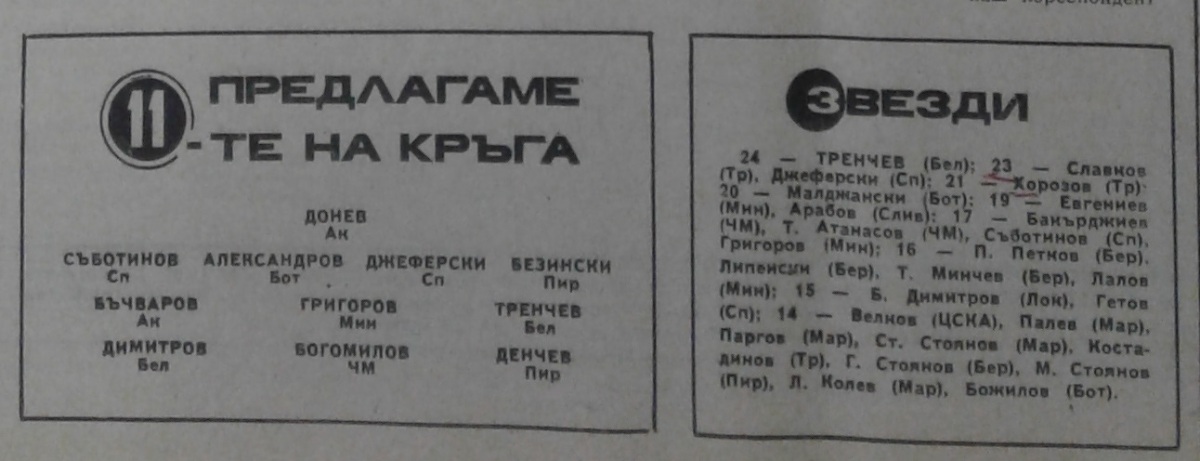 наш кореспондент
11
ПРЕДЛАГАМЕ
-ТЕ НА КРЪГА
ДОНЕВ
Ак
СЪБОТИНОВ АЛЕКСАНДРОВ ДЖЕФЕРСКИ БЕЗИНСКИ
Сп Бот Сп Пир
БЪЧВАРОВ ГРИГОРОВ ТРЕНЧЕВ
Ак Мин Бел
ДИМИТРОВ БОГОМИЛОВ ДЕНЧЕВ
Бел ЧМ Пир
ЗВЕЗДИ
24 — ТРЕНЧЕВ (Бел); 23 — Славков
(Тр), Джеферски (Сп); 21 — Хорозов (Тр);
20 — Малджански (Бот); 19 — Евгениев
(Мин), Арабов (Слив); 17 — Бакърджиев
(ЧМ), Т. Атанасов (ЧМ), Съботинов (Сп),
Григоров (Мин); 16 — П. Петков (Бер),
Липенски (Бер), Т. Минчев (Бер), Лалов
(Мин); 15 — Б. Димитров (Лок), Гетов
(Сп); 14 — Велков (ЦСКА), Палев (Мар),
Паргов (Мар), Ст. Стоянов (Мар), Коста-
динов (Тр), Г. Стоянов (Бер), М. Стоянов
(Пир), Л. Колев (Мар), Божилов (Бот).